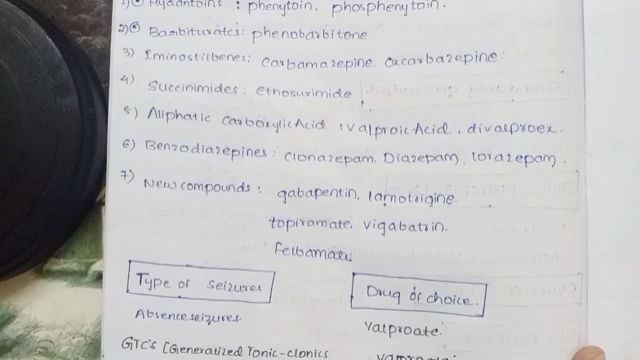 1) Hydantoins : phenytoin, phosphenytoin.
2) Barbiturates: phenobarbitone
3) Iminostilbenes: Carbamazepine. Oxcarbazepine.
4) Succinimides: ethosuximide
5) Aliphatic Carboxylic Acid : Valproic Acid, divalproex.
6) Benzodiazepines: Clonazepam, Diazepam, lorazepam.
7) New compounds : gabapentin, lamotrigine
topiramate, vigabatrin.
felbamate.
Type of Seizures Drug of choice.
Absence seizures. Valproate.
GTC's [Generalized Tonic-clonics